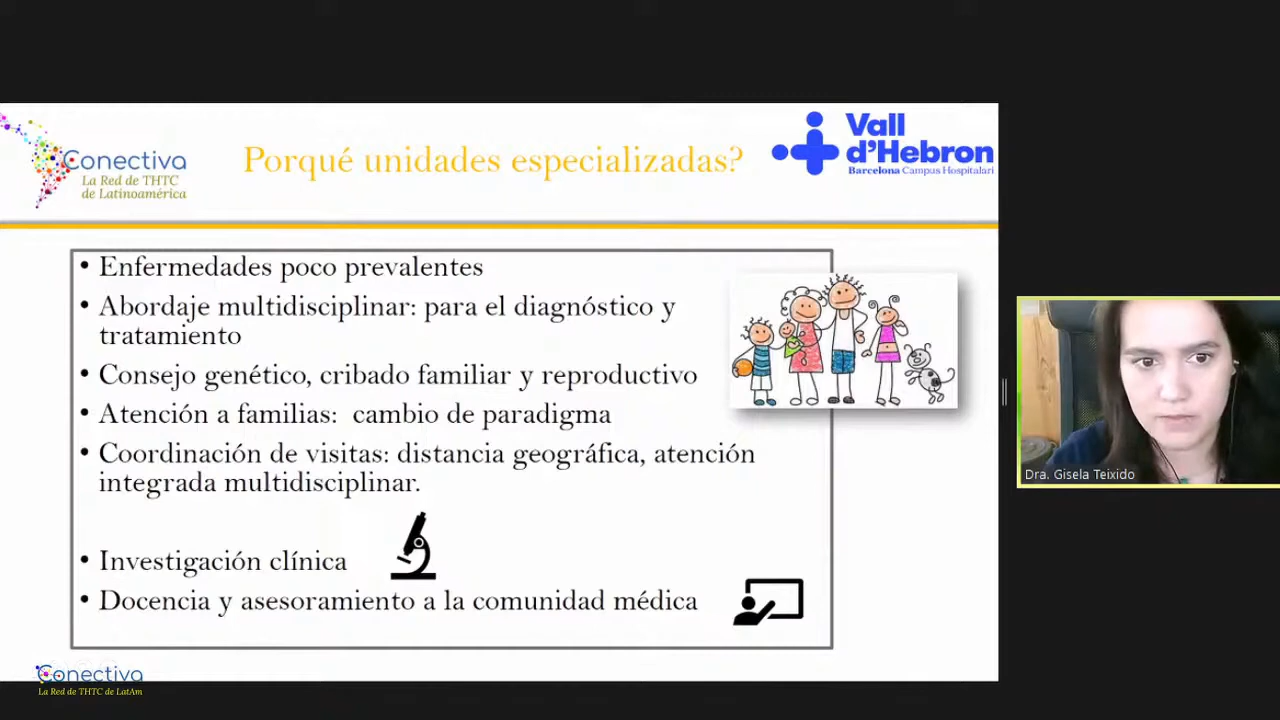 Conectiva
La Red de THTC
de Latinoamérica
Porqué unidades especializadas?
Vall
d'Hebron
Barcelona Campus Hospitalari
• Enfermedades poco prevalentes
• Abordaje multidisciplinar: para el diagnóstico y
tratamiento
• Consejo genético, cribado familiar y reproductivo
• Atención a familias: cambio de paradigma
• Coordinación de visitas: distancia geográfica, atención
integrada multidisciplinar.
• Investigación clínica
• Docencia y asesoramiento a la comunidad médica
Dra. Gisela Teixido
Conectiva
La Red de THTC de LatAm